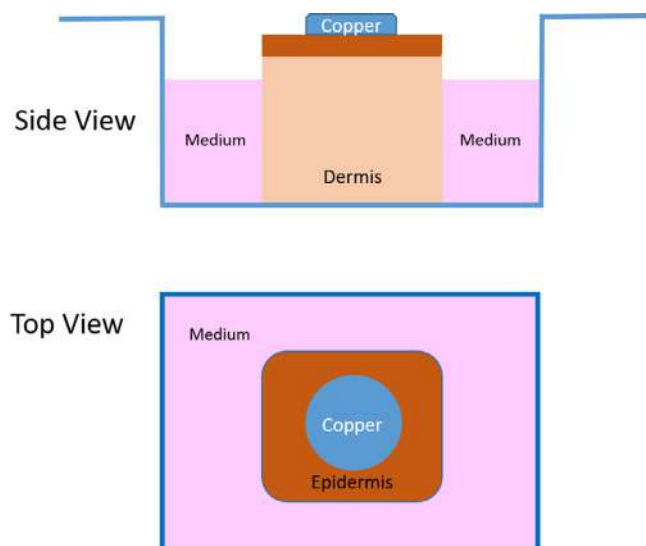 Copper
Side View
Medium
Medium
Dermis
Top View
Medium
Copper
Epidermis